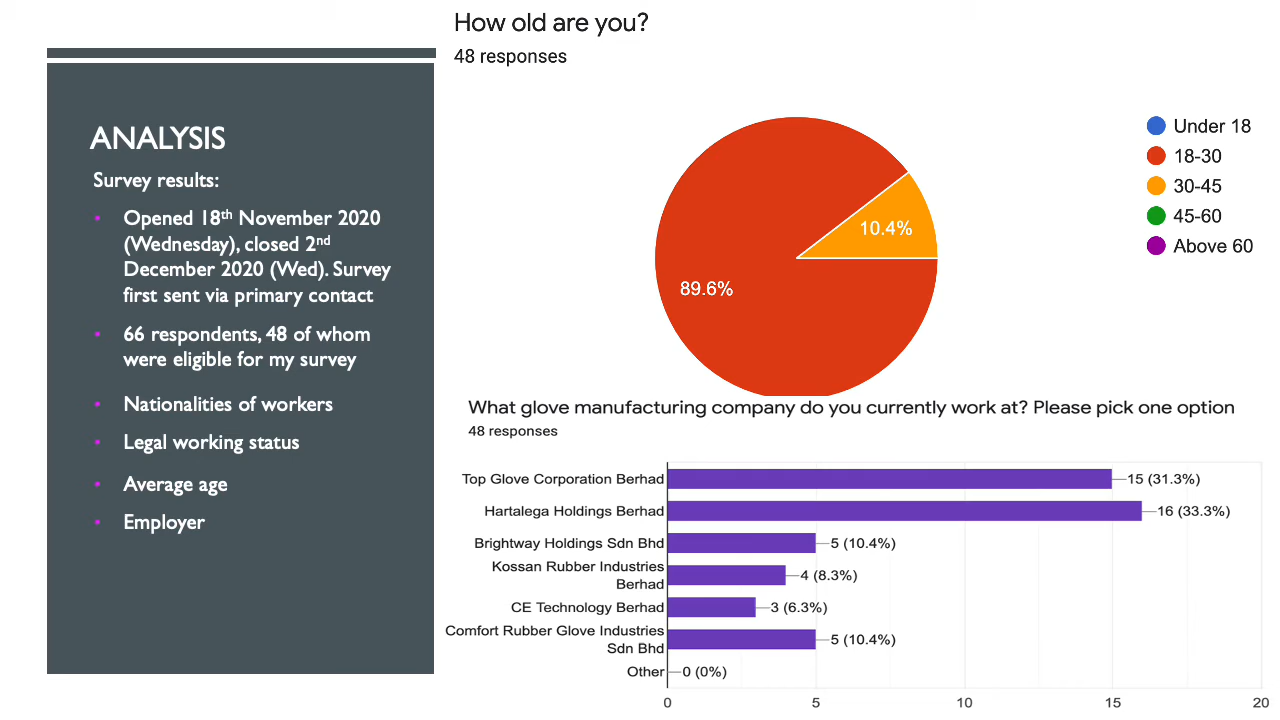 ANALYSIS
Survey results:
• Opened 18th November 2020
(Wednesday), closed 2nd
December 2020 (Wed). Survey
first sent via primary contact
• 66 respondents, 48 of whom
were eligible for my survey
• Nationalities of workers
• Legal working status
• Average age
• Employer
How old are you?
48 responses
89.6%
10.4%
Under 18
18-30
30-45
45-60
Above 60
What glove manufacturing company do you currently work at? Please pick one option
48 responses
Top Glove Corporation Berhad 15 (31.3%)
Hartalega Holdings Berhad 16 (33.3%)
Brightway Holdings Sdn Bhd 5 (10.4%)
Kossan Rubber Industries
Berhad 4 (8.3%)
CE Technology Berhad 3 (6.3%)
Comfort Rubber Glove Industries
Sdn Bhd 5 (10.4%)
Other 0 (0%)
0 5 10 15 20